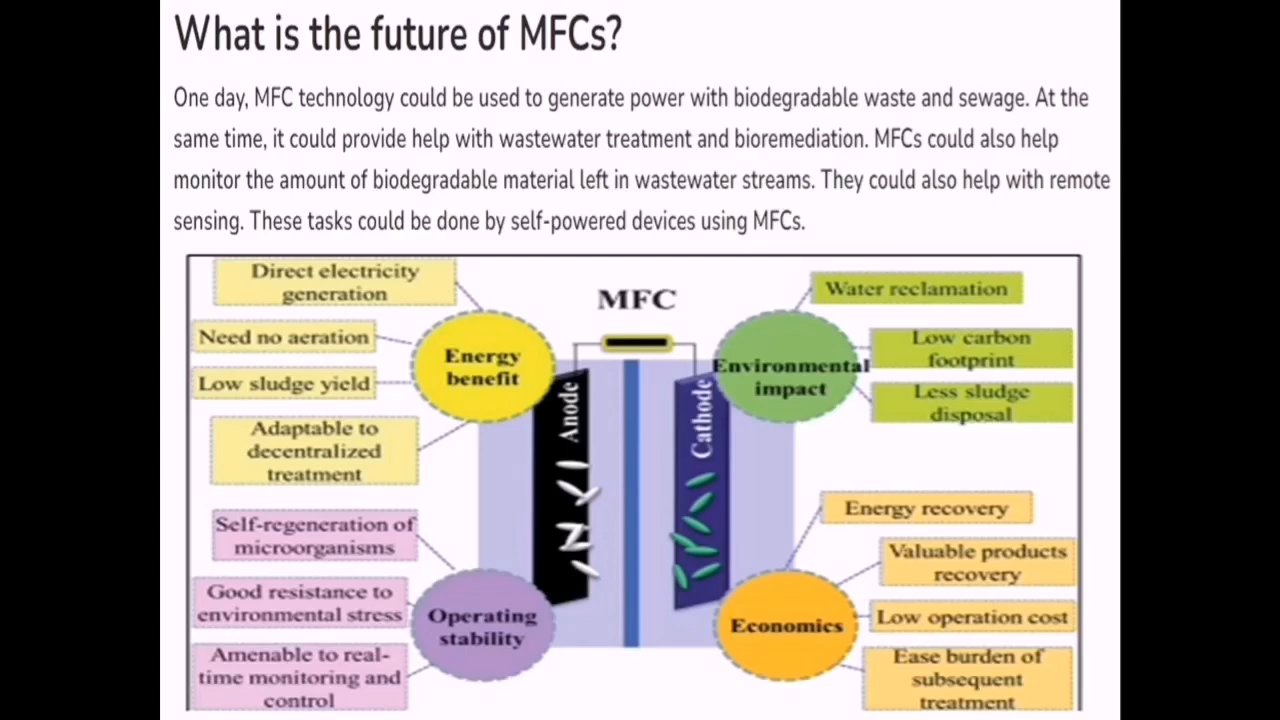 What is the future of MFCs?
One day, MFC technology could be used to generate power with biodegradable waste and sewage. At the
same time, it could provide help with wastewater treatment and bioremediation. MFCs could also help
monitor the amount of biodegradable material left in wastewater streams. They could also help with remote
sensing. These tasks could be done by self-powered devices using MFCs.
Direct electricity
generation
Need no aeration
Low sludge yield
Adaptable to
decentralized
treatment
Energy
benefit
MFC
Anode
Cathode
Environmental
impact
Water reclamation
Low carbon
footprint
Less sludge
disposal
Self-regeneration of
microorganisms
Good resistance to
environmental stress
Amenable to real-
time monitoring and
control
Operating
stability
Economics
Energy recovery
Valuable products
recovery
Low operation cost
Ease burden of
subsequent
treatment